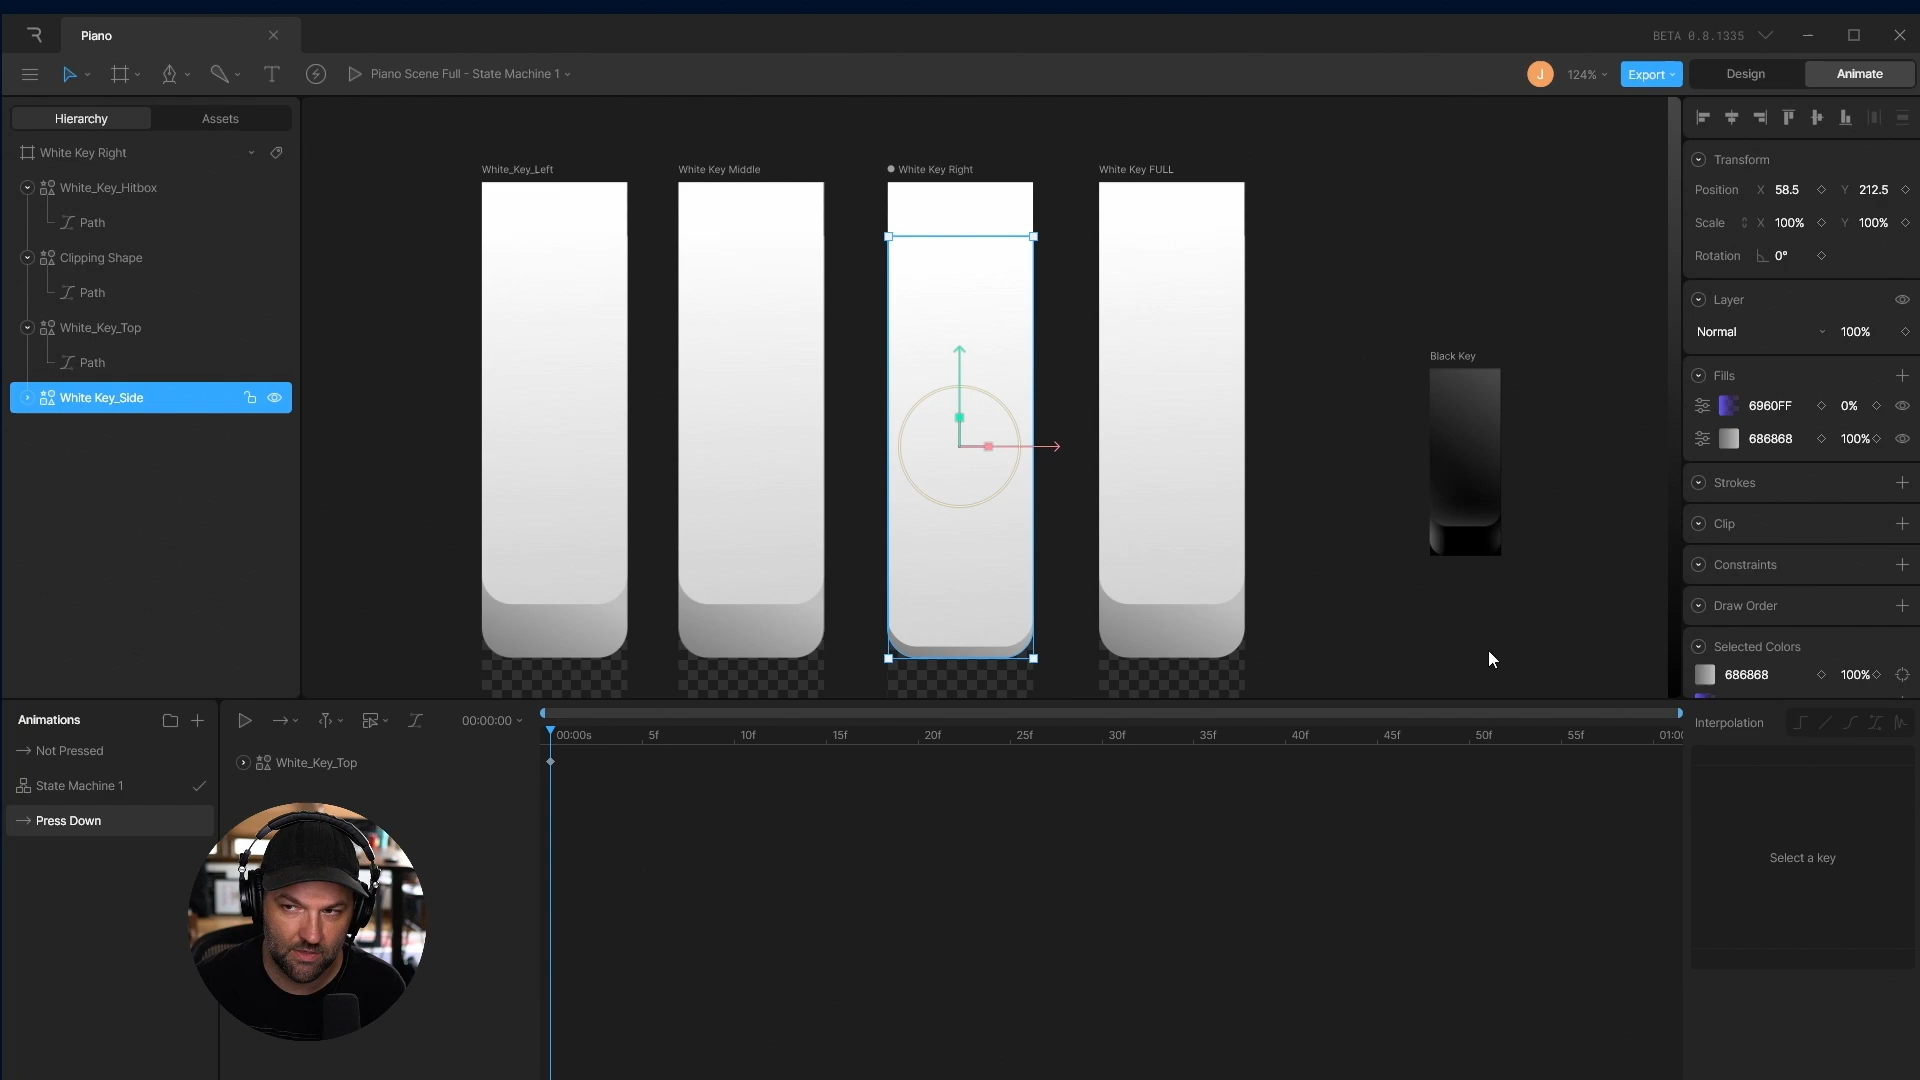 Piano
BETA 0.8.1335
Piano Scene Full - State Machine 1
J
124%
Export
Design
Animate
Hierarchy
Assets
White Key Right
White_Key_Hitbox
Path
Clipping Shape
Path
White_Key_Top
Path
White Key_Side
White_Key_Left
White Key Middle
White Key Right
White Key FULL
Black Key
Transform
Position X 58.5 Y 212.5
Scale X 100% Y 100%
Rotation 0°
Layer
Normal 100%
Fills
6960FF 0%
686868 100%
Strokes
Clip
Constraints
Draw Order
Selected Colors
686868 100%
Animations
Not Pressed
State Machine 1
Press Down
00:00:00
00:00s 5f 10f 15f 20f 25f 30f 35f 40f 45f 50f 55f
White_Key_Top
Interpolation
Select a key